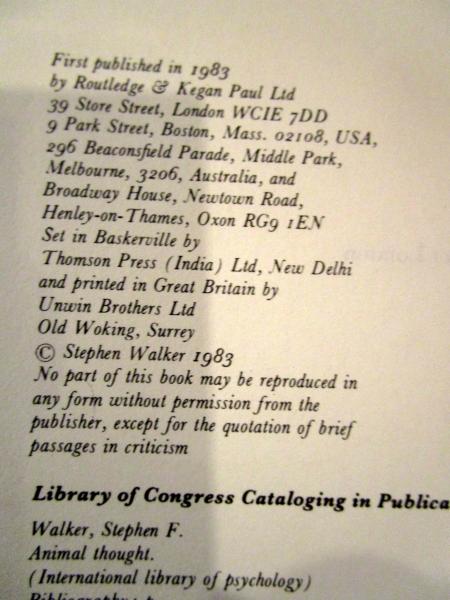 First published in 1983
by Routledge & Kegan Paul Ltd
39 Store Street, London WC1E 7DD
9 Park Street, Boston, Mass. 02108, USA,
296 Beaconsfield Parade, Middle Park,
Melbourne, 3206, Australia, and
Broadway House, Newtown Road,
Henley-on-Thames, Oxon RG9 1EN
Set in Baskerville by
Thomson Press (India) Ltd, New Delhi
and printed in Great Britain by
Unwin Brothers Ltd
Old Woking, Surrey
© Stephen Walker 1983
No part of this book may be reproduced in
any form without permission from the
publisher, except for the quotation of brief
passages in criticism
Library of Congress Cataloging in Publica
Walker, Stephen F.
Animal thought.
(International library of psychology)
Bibliography: p.